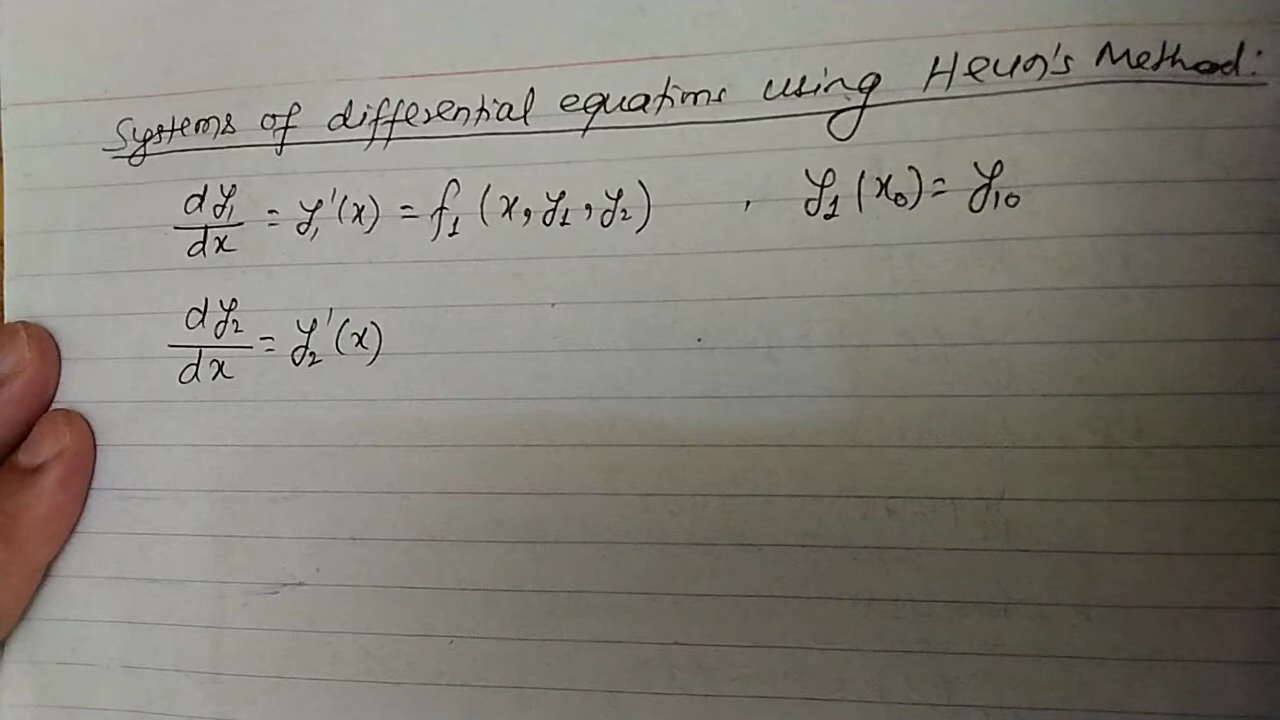 Systems of differential equations using Heun's Method:
dy₁/dx = y₁'(x) = f₁(x, y₁, y₂) , y₁(x₀) = y₁₀
dy₂/dx = y₂'(x)